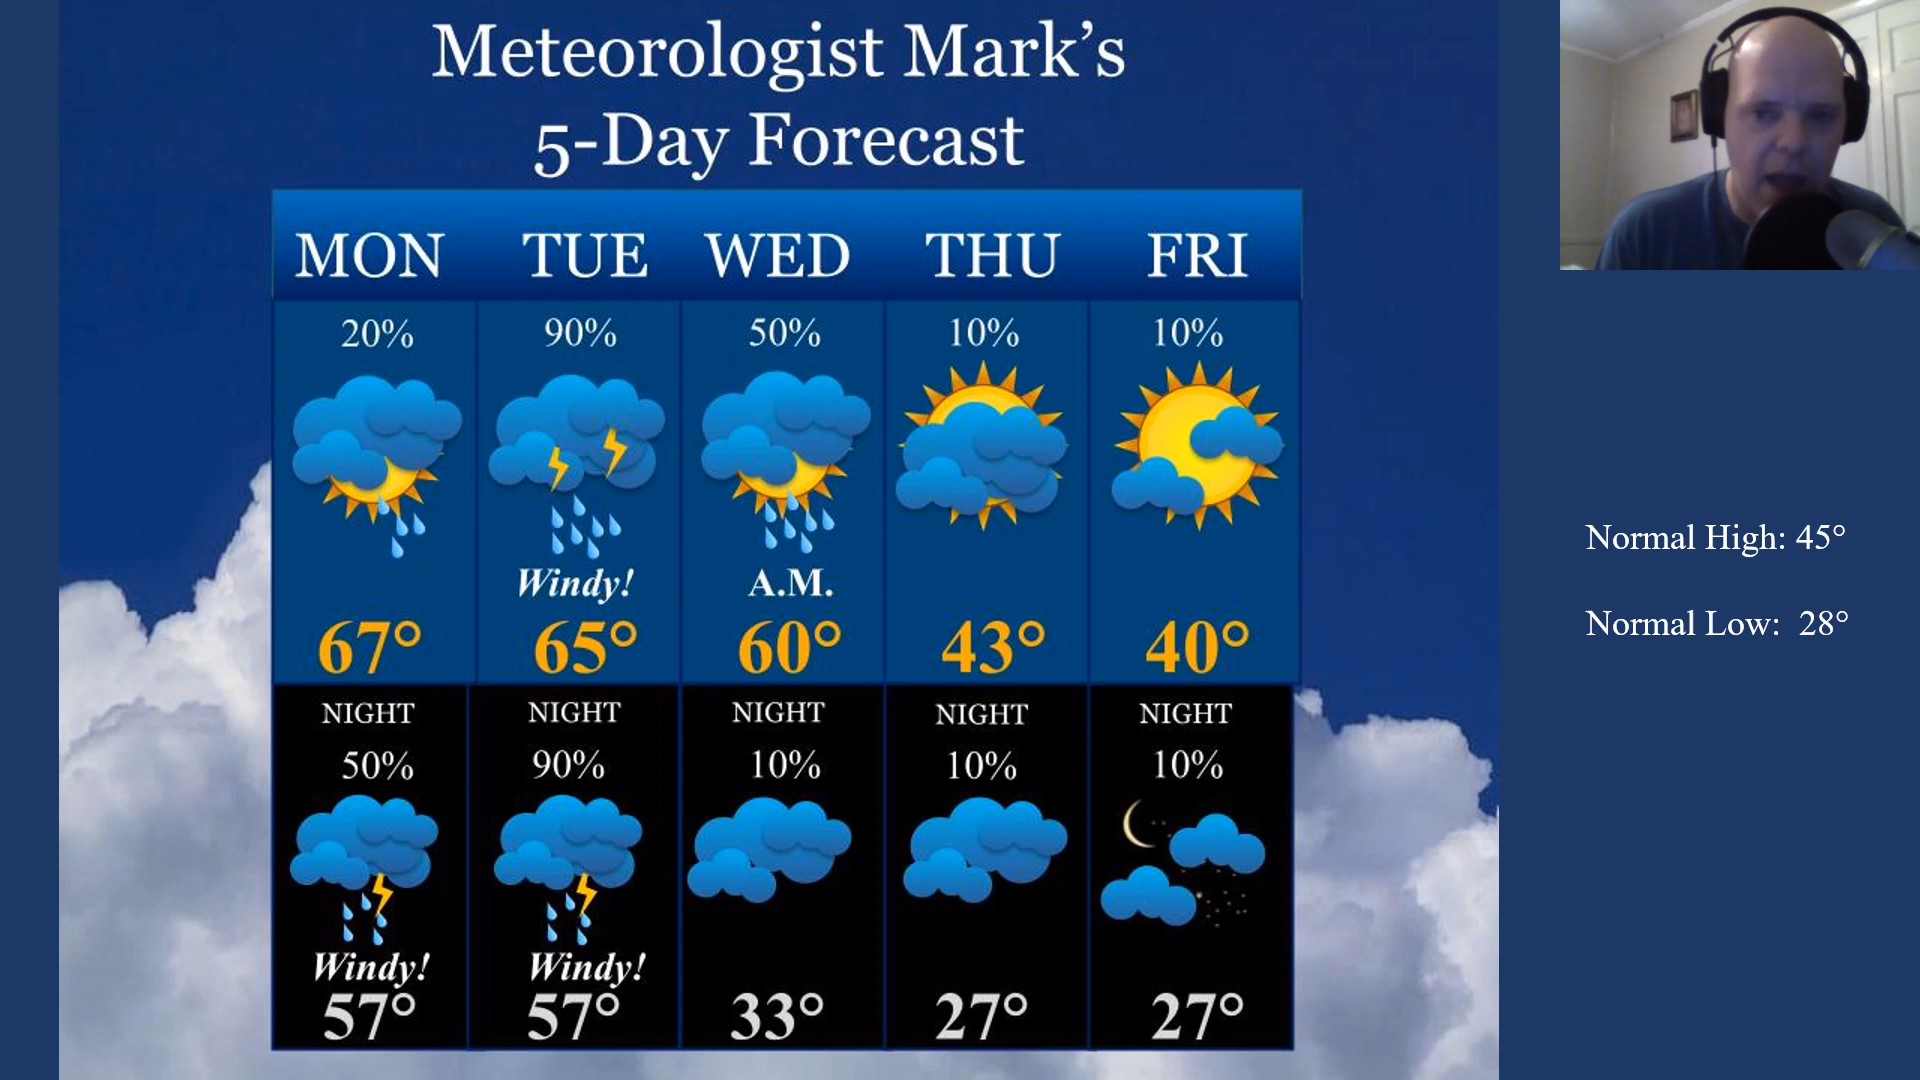 Meteorologist Mark's
5-Day Forecast
MON TUE WED THU FRI
20% 90% 50% 10% 10%
Windy! A.M.
67° 65° 60° 43° 40°
NIGHT NIGHT NIGHT NIGHT NIGHT
50% 90% 10% 10% 10%
Windy! Windy!
57° 57° 33° 27° 27°
Normal High: 45°
Normal Low: 28°